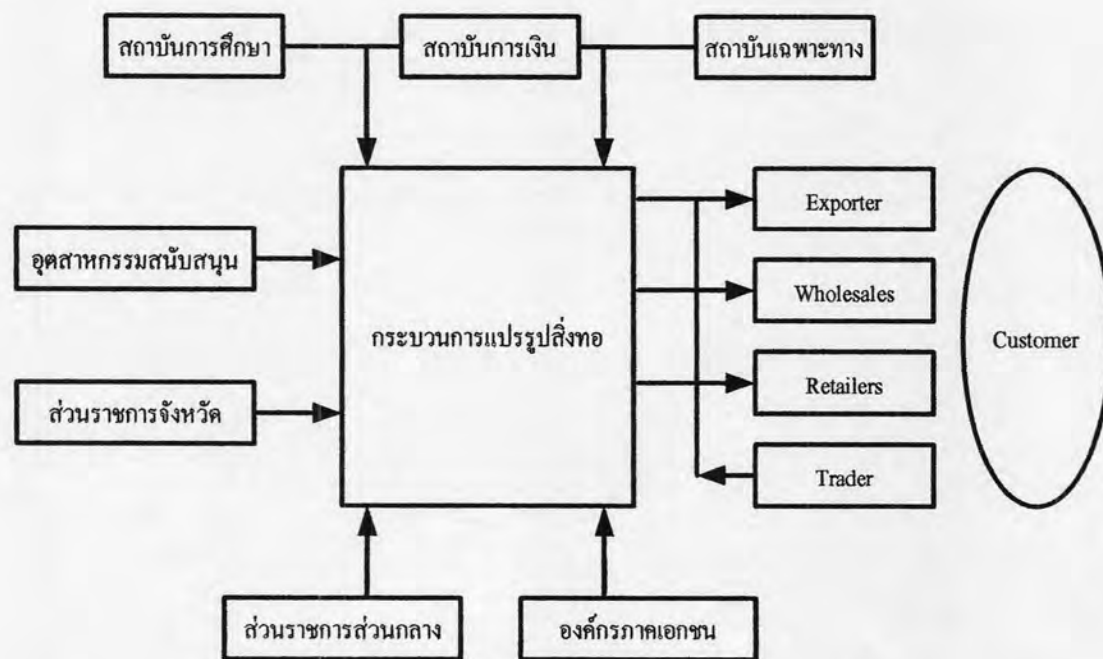 สถาบันการศึกษา
สถาบันการเงิน
สถาบันเฉพาะทาง
อุตสาหกรรมสนับสนุน
ส่วนราชการจังหวัด
กระบวนการแปรรูปสิ่งทอ
Exporter
Wholesales
Retailers
Trader
Customer
ส่วนราชการส่วนกลาง
องค์กรภาคเอกชน